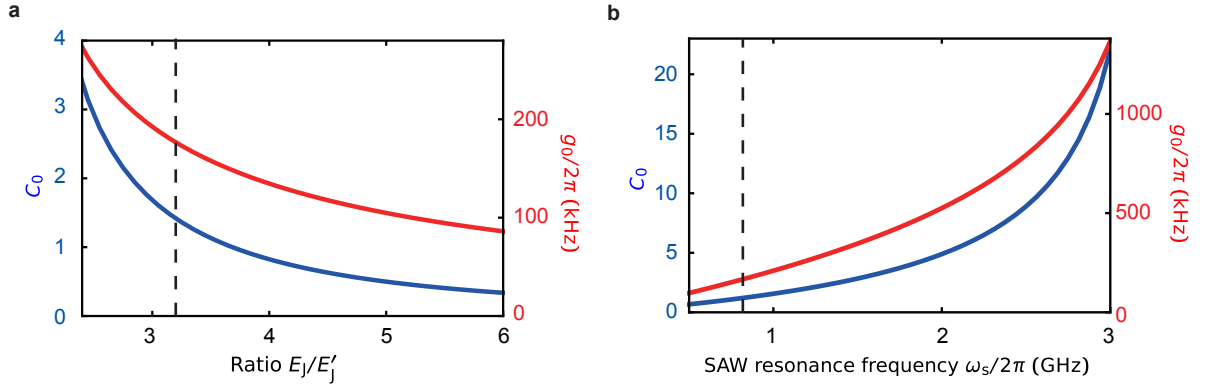 a
4
3
2
1
0
C₀
200
100
0
g₀/2π (kHz)
3
4
5
6
Ratio E_J/E′_J
b
20
15
10
5
0
C₀
1000
500
0
g₀/2π (kHz)
1
2
3
SAW resonance frequency ωₛ/2π (GHz)